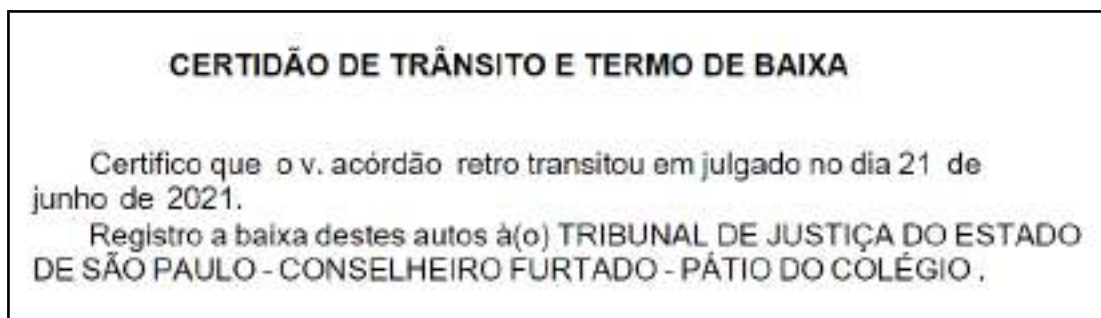 CERTIDÃO DE TRÂNSITO E TERMO DE BAIXA
Certifico que o v. acórdão retro transitou em julgado no dia 21 de
junho de 2021.
Registro a baixa destes autos à(o) TRIBUNAL DE JUSTIÇA DO ESTADO
DE SÃO PAULO - CONSELHEIRO FURTADO - PÁTIO DO COLÉGIO .